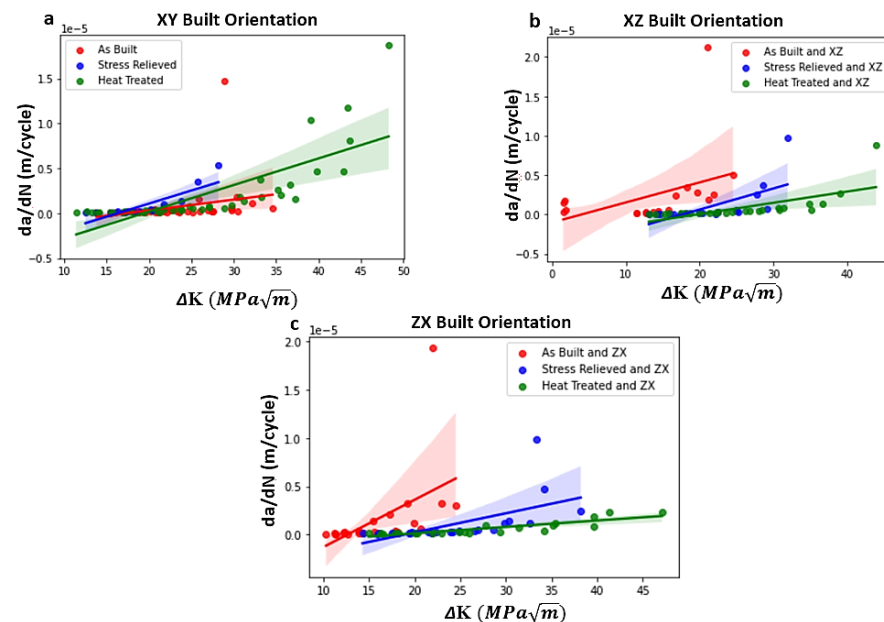 a XY Built Orientation
1e−5
As Built
Stress Relieved
Heat Treated
da/dN (m/cycle)
1.5
1.0
0.5
0.0
−0.5
10 15 20 25 30 35 40 45 50
ΔK (MPa√m)
b XZ Built Orientation
1e−5
As Built and XZ
Stress Relieved and XZ
Heat Treated and XZ
da/dN (m/cycle)
2.0
1.5
1.0
0.5
0.0
−0.5
10 20 30 40
ΔK (MPa√m)
c ZX Built Orientation
1e−5
As Built and ZX
Stress Relieved and ZX
Heat Treated and ZX
da/dN (m/cycle)
2.0
1.5
1.0
0.5
0.0
10 15 20 25 30 35 40 45
ΔK (MPa√m)